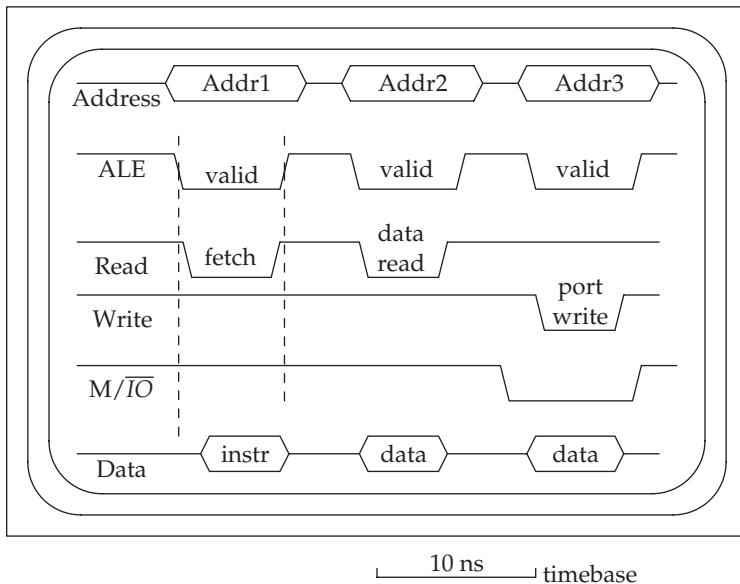 Address Addr1 Addr2 Addr3
ALE valid valid valid
Read fetch data read
Write port write
M/I̅O̅
Data instr data data
10 ns timebase